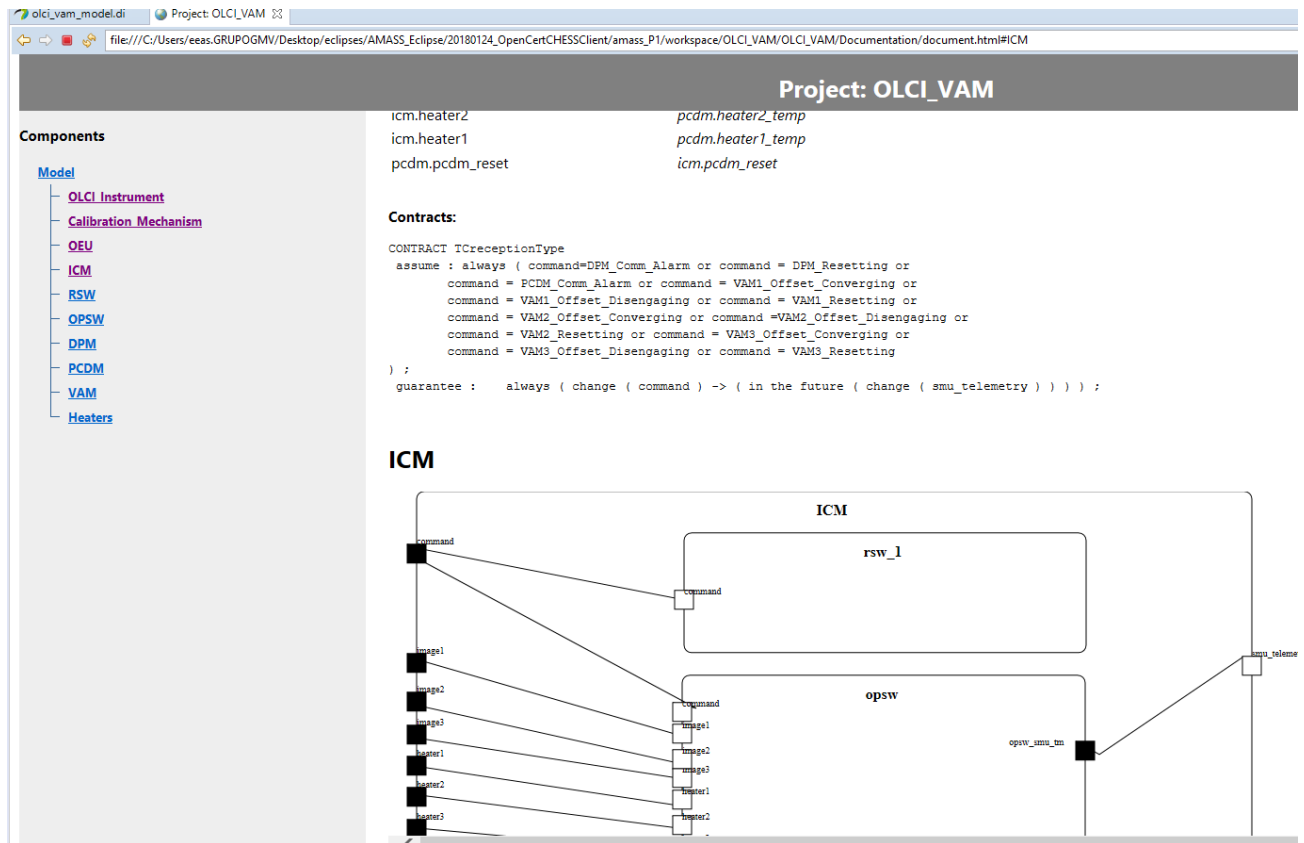 olci_vam_model.di
Project: OLCI_VAM
file:///C:/Users/eeas.GRUPOGMV/Desktop/eclipses/AMASS_Eclipse/20180124_OpenCertCHESSClient/amass_P1/workspace/OLCI_VAM/OLCI_VAM/Documentation/document.html#ICM
Project: OLCI_VAM
Components
Model
OLCI Instrument
Calibration Mechanism
OEU
ICM
RSW
OPSW
DPM
PCDM
VAM
Heaters
icm.heater2 pcdm.heater2_temp
icm.heater1 pcdm.heater1_temp
pcdm.pcdm_reset icm.pcdm_reset
Contracts:
CONTRACT TCreceptionType
assume : always ( command=DPM_Comm_Alarm or command = DPM_Resetting or
command = PCDM_Comm_Alarm or command = VAM1_Offset_Converging or
command = VAM1_Offset_Disengaging or command = VAM1_Resetting or
command = VAM2_Offset_Converging or command =VAM2_Offset_Disengaging or
command = VAM2_Resetting or command = VAM3_Offset_Converging or
command = VAM3_Offset_Disengaging or command = VAM3_Resetting
) ;
guarantee : always ( change ( command ) -> ( in the future ( change ( smu_telemetry ) ) ) ) ;
ICM
ICM
command
rsw_1
command
image1
smu_teleme
image2
opsw
command
image3
image1
opsw_smu_tm
heater1
image2
image3
heater2
heater1
heater3
heater2